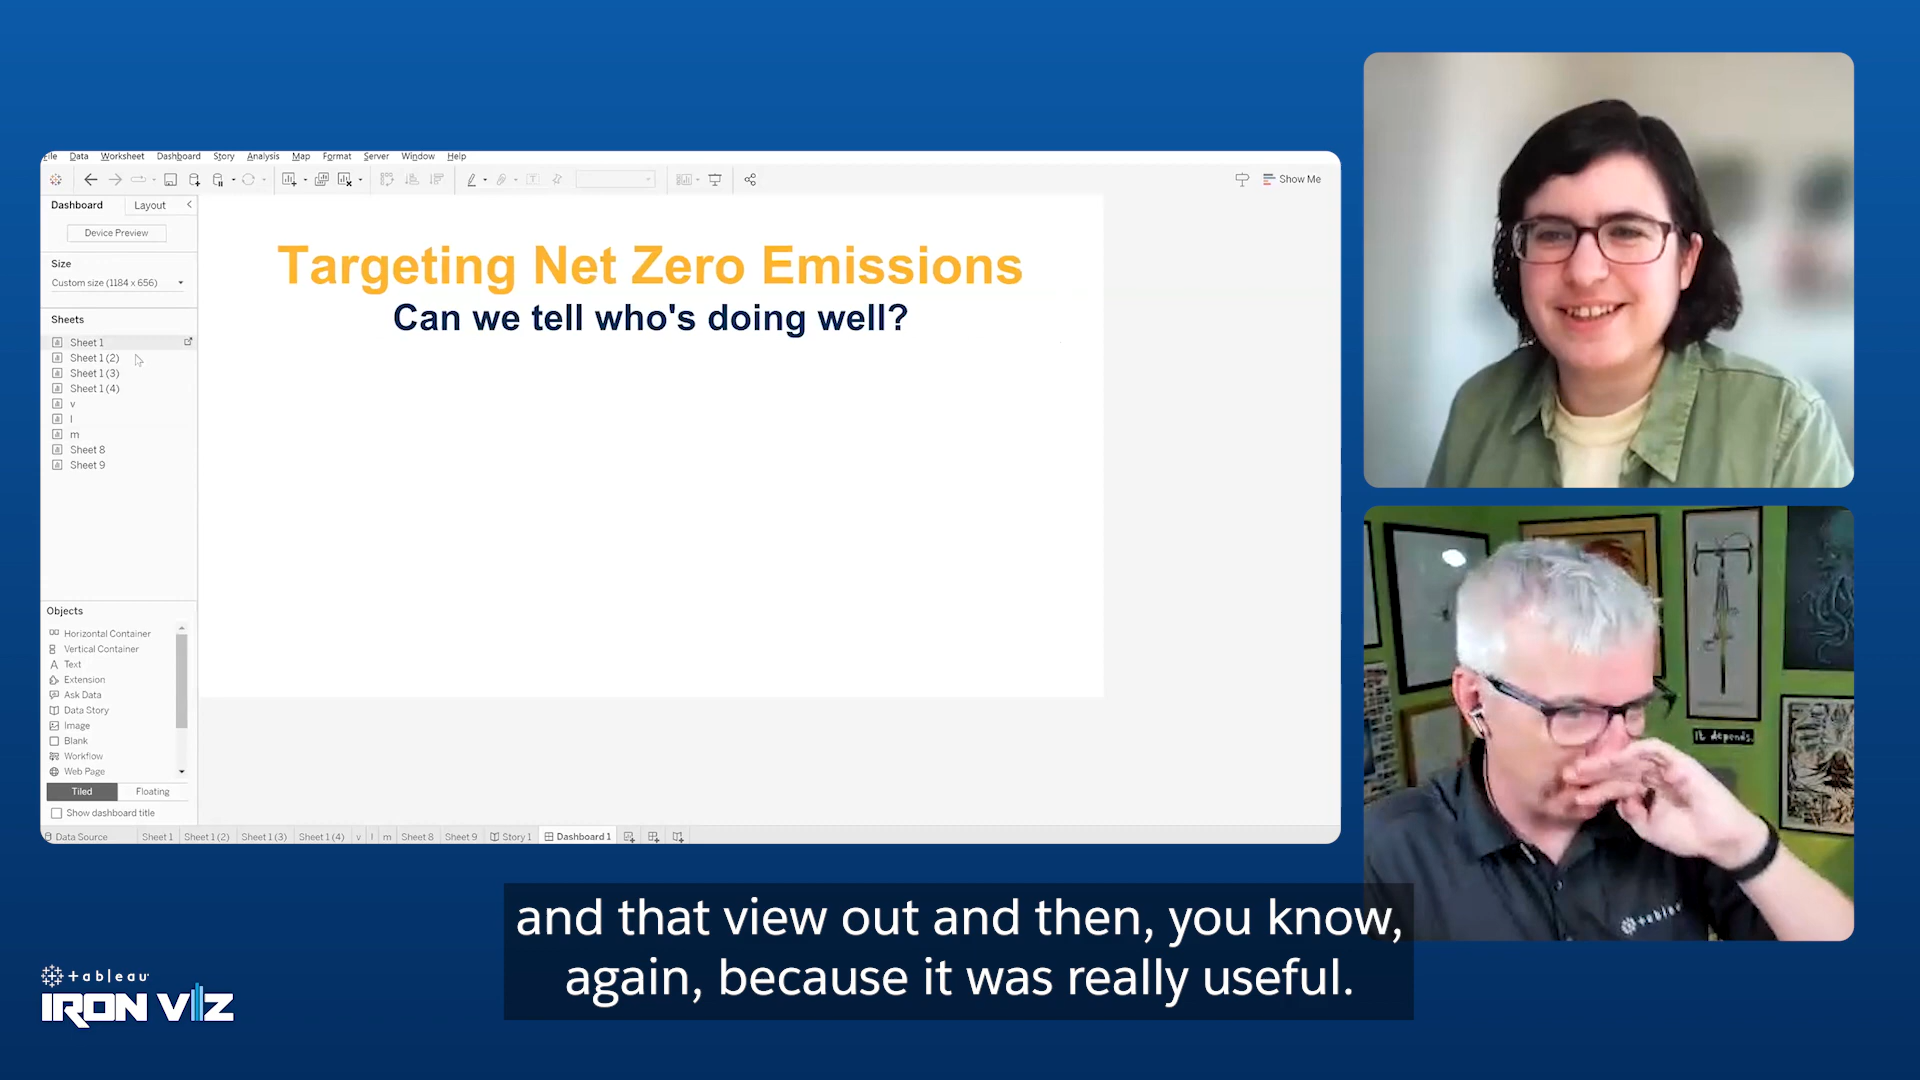 File Data Worksheet Dashboard Story Analysis Map Format Server Window Help
Show Me
Dashboard Layout
Device Preview
Size
Custom size (1184 x 656)
Sheets
Sheet 1
Sheet 1 (2)
Sheet 1 (3)
Sheet 1 (4)
v
l
m
Sheet 8
Sheet 9
Objects
Horizontal Container
Vertical Container
Text
Extension
Ask Data
Data Story
Image
Blank
Workflow
Web Page
Tiled Floating
Show dashboard title
Data Source Sheet 1 Sheet 1 (2) Sheet 1 (3) Sheet 1 (4) v l m Sheet 8 Sheet 9 Story 1 Dashboard 1
Targeting Net Zero Emissions
Can we tell who's doing well?
It depends.
+tableau
and that view out and then, you know,
again, because it was really useful.
+ableau
IRON VIZ